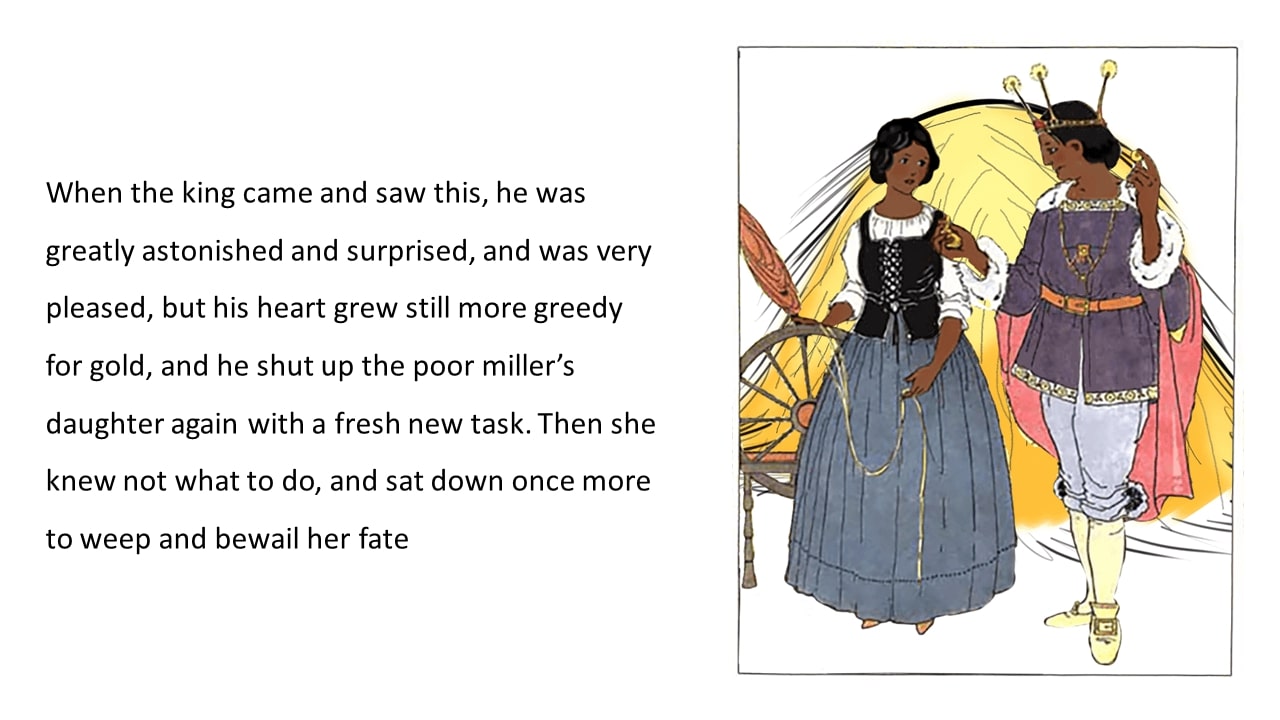 When the king came and saw this, he was
greatly astonished and surprised, and was very
pleased, but his heart grew still more greedy
for gold, and he shut up the poor miller’s
daughter again with a fresh new task. Then she
knew not what to do, and sat down once more
to weep and bewail her fate